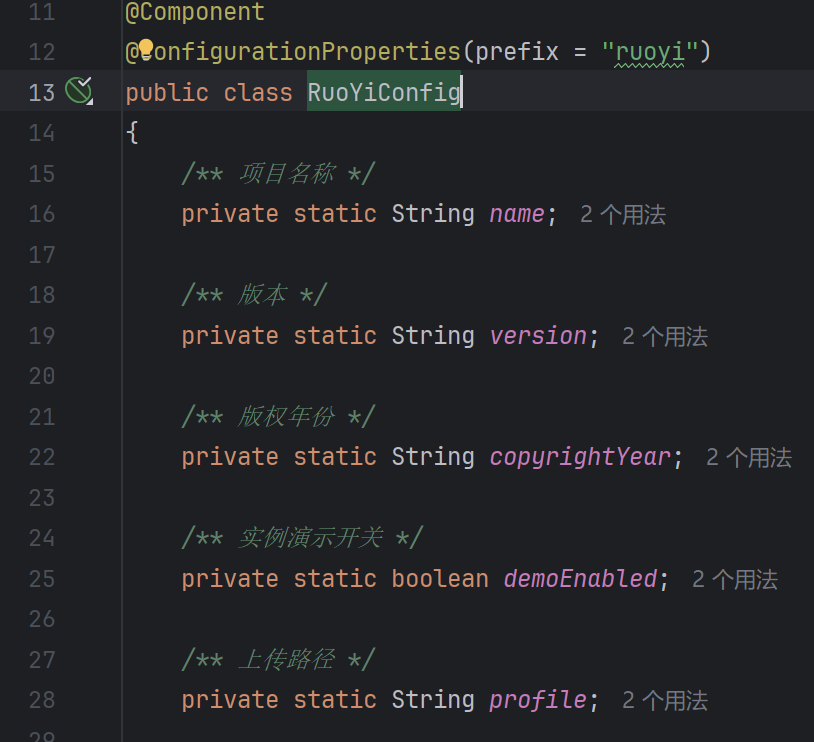 11 @Component
12 @ConfigurationProperties(prefix = "ruoyi")
13 public class RuoYiConfig
14 {
15 /** 项目名称 */
16 private static String name; 2 个用法
17
18 /** 版本 */
19 private static String version; 2 个用法
20
21 /** 版权年份 */
22 private static String copyrightYear; 2 个用法
23
24 /** 实例演示开关 */
25 private static boolean demoEnabled; 2 个用法
26
27 /** 上传路径 */
28 private static String profile; 2 个用法
29